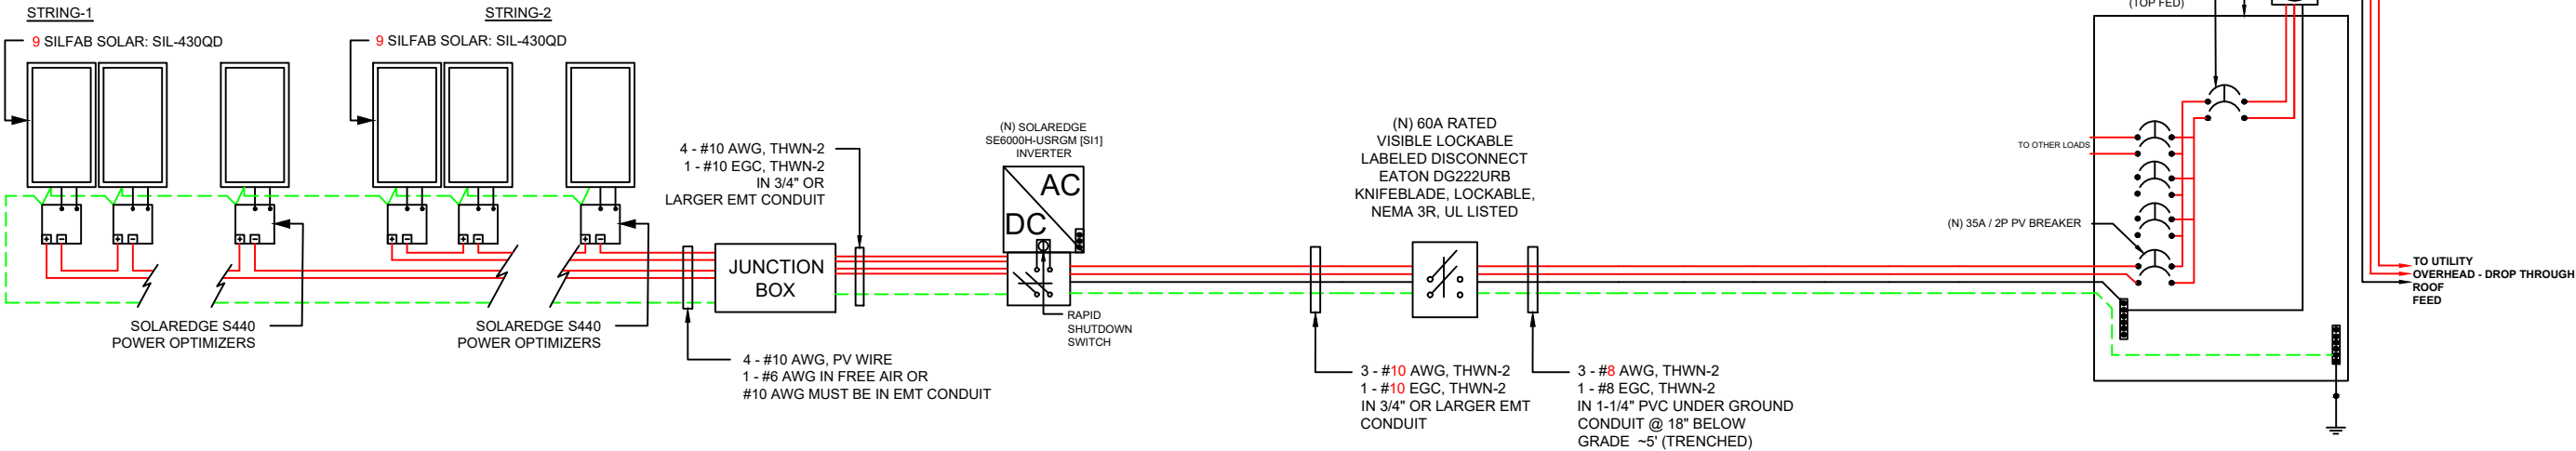 STRING-1
9 SILFAB SOLAR: SIL-430QD
STRING-2
9 SILFAB SOLAR: SIL-430QD
SOLAREDGE S440
POWER OPTIMIZERS
SOLAREDGE S440
POWER OPTIMIZERS
4 - #10 AWG, THWN-2
1 - #10 EGC, THWN-2
IN 3/4" OR
LARGER EMT CONDUIT
JUNCTION
BOX
4 - #10 AWG, PV WIRE
1 - #6 AWG IN FREE AIR OR
#10 AWG MUST BE IN EMT CONDUIT
(N) SOLAREDGE
SE6000H-USRGM [SI1]
INVERTER
AC
DC
RAPID
SHUTDOWN
SWITCH
(N) 60A RATED
VISIBLE LOCKABLE
LABELED DISCONNECT
EATON DG222URB
KNIFEBLADE, LOCKABLE,
NEMA 3R, UL LISTED
3 - #10 AWG, THWN-2
1 - #10 EGC, THWN-2
IN 3/4" OR LARGER EMT
CONDUIT
3 - #8 AWG, THWN-2
1 - #8 EGC, THWN-2
IN 1-1/4" PVC UNDER GROUND
CONDUIT @ 18" BELOW
GRADE ~5' (TRENCHED)
(TOP FED)
TO OTHER LOADS
(N) 35A / 2P PV BREAKER
TO UTILITY
OVERHEAD - DROP THROUGH
ROOF
FEED